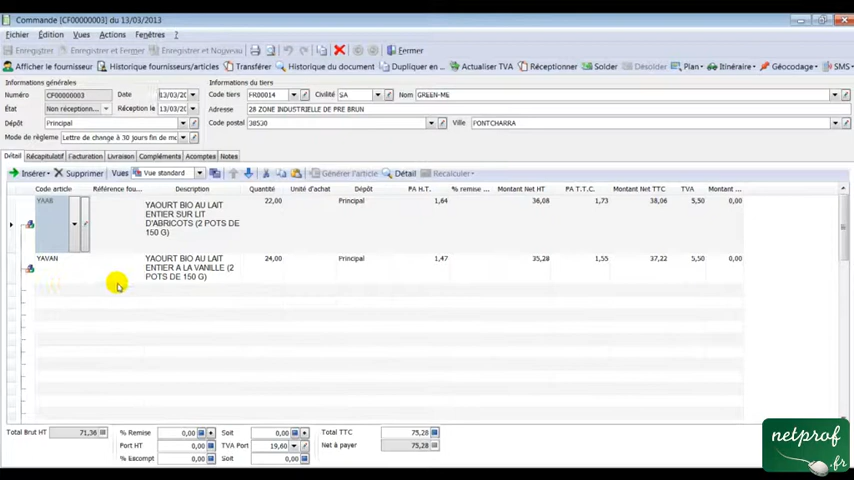 Commande [CF00000003] du 13/03/2013
Fichier Édition Vues Actions Fenêtres ?
Enregistrer Enregistrer et Fermer Enregistrer et Nouveau Fermer
Afficher le fournisseur Historique fournisseurs/articles Transférer Historique du document Dupliquer en ... Actualiser TVA Réceptionner Solder Désolder Plan Itinéraire Géocodage SMS
Informations générales Informations du tiers
Numéro CF00000003 Date 13/03/20 Code tiers FR00014 Civilité SA Nom GREEN-ME
État Non réceptionn... Réception le 13/03/20 Adresse 28 ZONE INDUSTRIELLE DE PRE BRUN
Dépôt Principal Code postal 38530 Ville PONTCHARRA
Mode de règleme Lettre de change à 30 jours fin de mo
Détail Récapitulatif Facturation Livraison Compléments Acomptes Notes
Insérer Supprimer Vues Vue standard Générer l'article Détail Recalculer
Code article Référence fou... Description Quantité Unité d'achat Dépôt PA H.T. % remise ... Montant Net HT PA T.T.C. Montant Net TTC TVA Montant ...
YAAB YAOURT BIO AU LAIT ENTIER SUR LIT D'ABRICOTS (2 POTS DE 150 G) 22,00 Principal 1,64 36,08 1,73 38,06 5,50 0,00
YAVAN YAOURT BIO AU LAIT ENTIER A LA VANILLE (2 POTS DE 150 G) 24,00 Principal 1,47 35,28 1,55 37,22 5,50 0,00
Total Brut HT 71,36 % Remise 0,00 Soit 0,00 Total TTC 75,28
Port HT 0,00 TVA Port 19,60 Net à payer 75,28
% Escompt 0,00 Soit 0,00
netprof
.fr